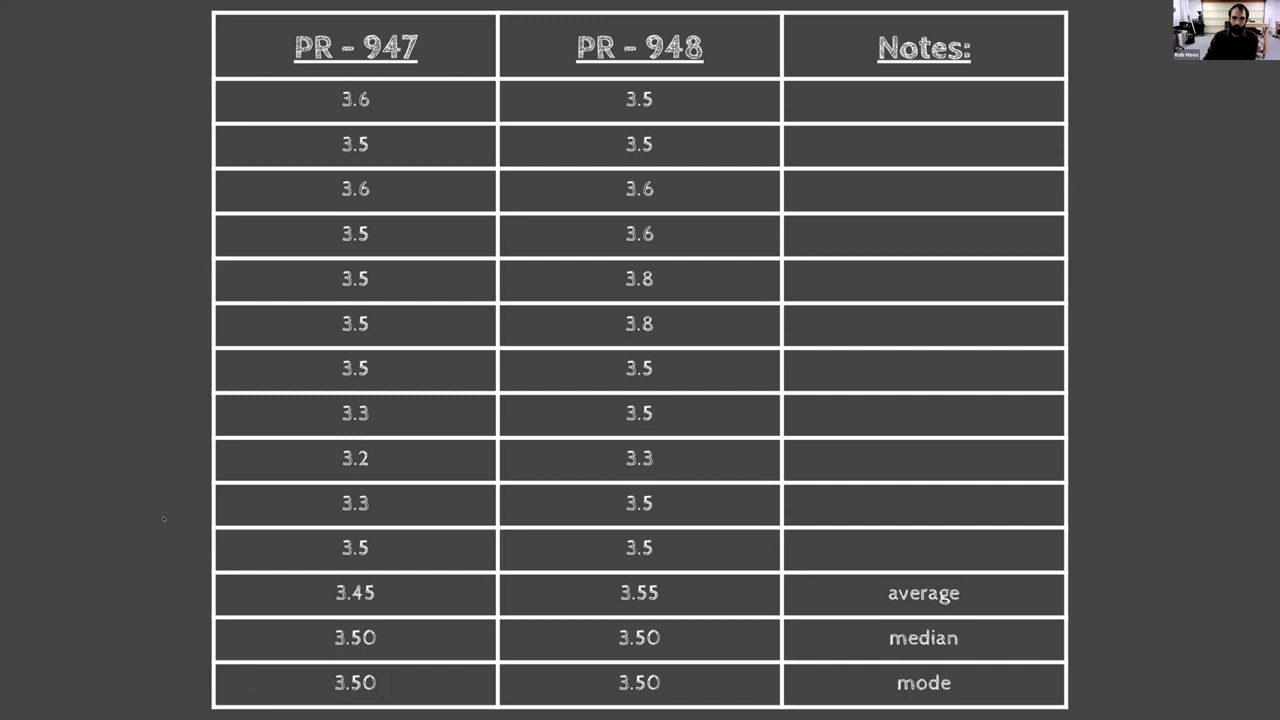 PR - 947 PR - 948 Notes:
3.6 3.5
3.5 3.5
3.6 3.6
3.5 3.6
3.5 3.8
3.5 3.8
3.5 3.5
3.3 3.5
3.2 3.3
3.3 3.5
3.5 3.5
3.45 3.55 average
3.50 3.50 median
3.50 3.50 mode
Rob Hoos